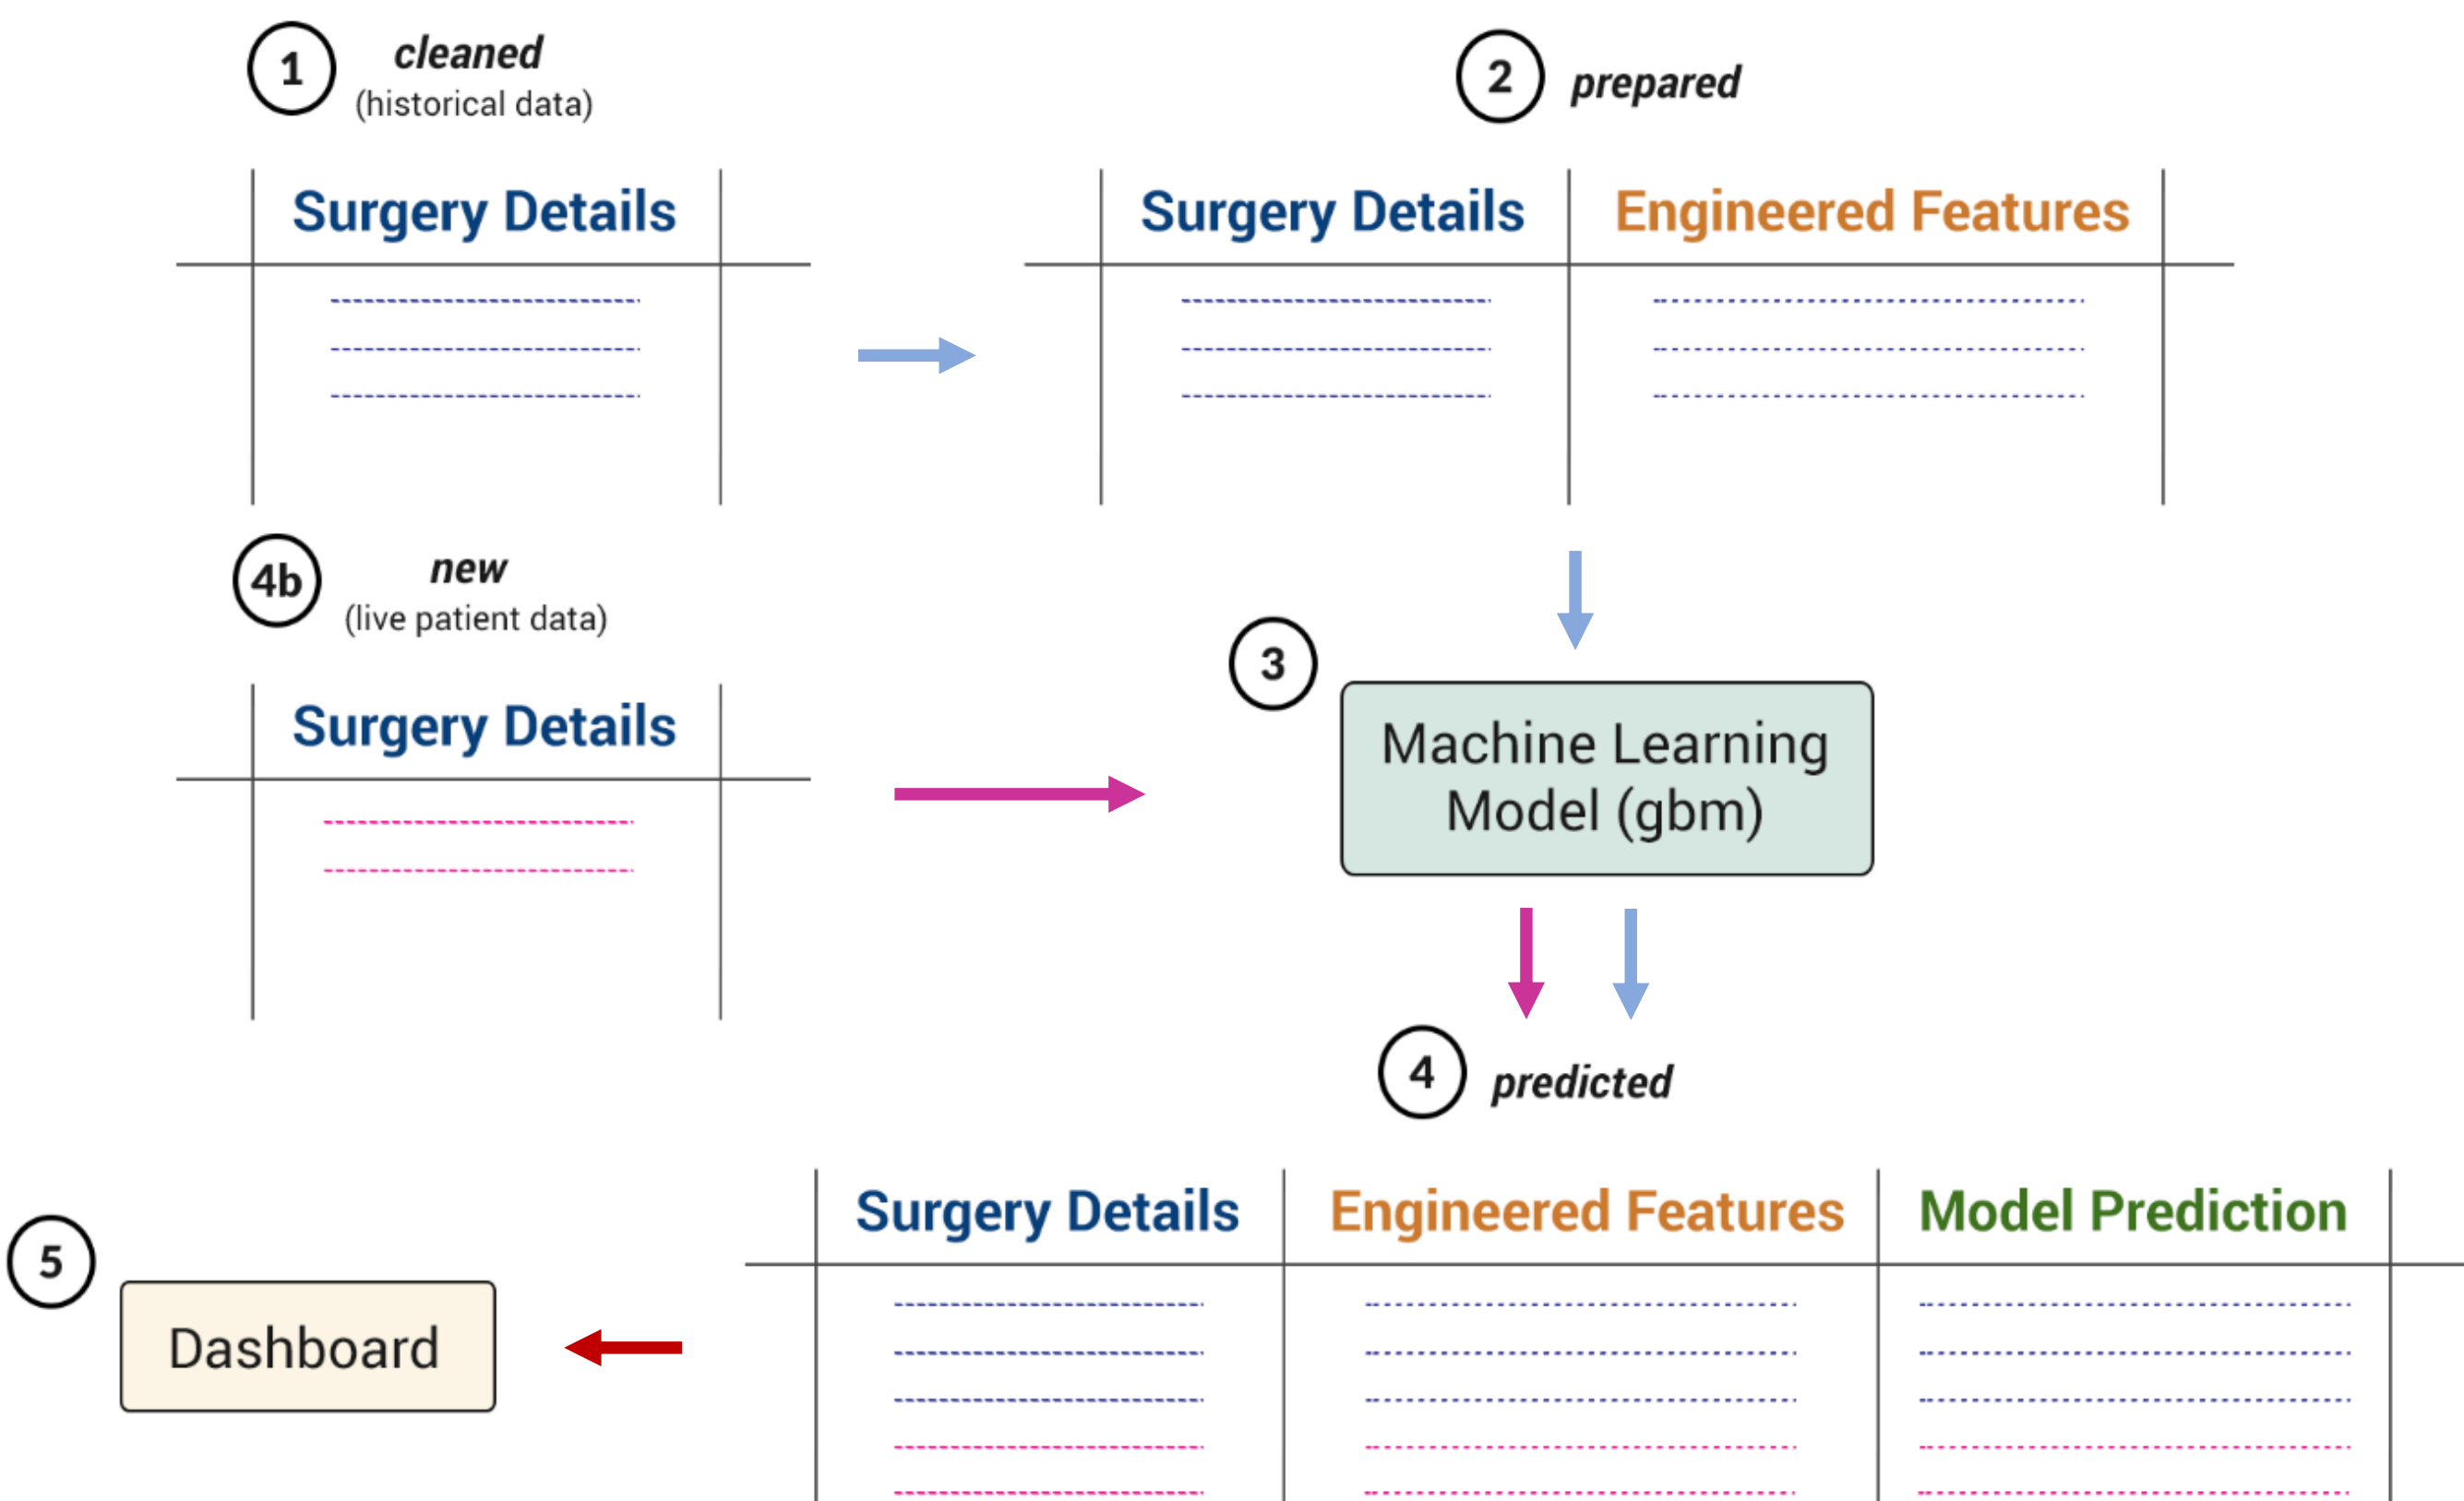 1
cleaned
(historical data)
2
prepared
Surgery Details
Surgery Details
Engineered Features
4b
new
(live patient data)
Surgery Details
3
Machine Learning
Model (gbm)
4
predicted
Surgery Details
Engineered Features
Model Prediction
5
Dashboard